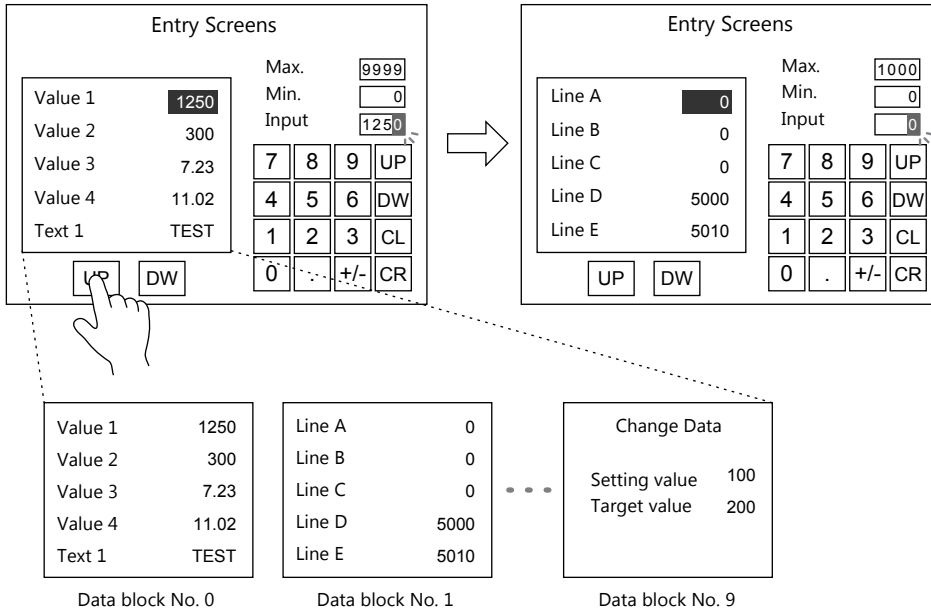 Entry Screens
Max. 9999
Min. 0
Input 1250
Value 1 1250
Value 2 300
Value 3 7.23
Value 4 11.02
Text 1 TEST
7 8 9 UP
4 5 6 DW
1 2 3 CL
0 . +/- CR
UP DW
Entry Screens
Max. 1000
Min. 0
Input 0
Line A 0
Line B 0
Line C 0
Line D 5000
Line E 5010
7 8 9 UP
4 5 6 DW
1 2 3 CL
0 . +/- CR
UP DW
Value 1 1250
Value 2 300
Value 3 7.23
Value 4 11.02
Text 1 TEST
Data block No. 0
Line A 0
Line B 0
Line C 0
Line D 5000
Line E 5010
Data block No. 1
Change Data
Setting value 100
Target value 200
Data block No. 9